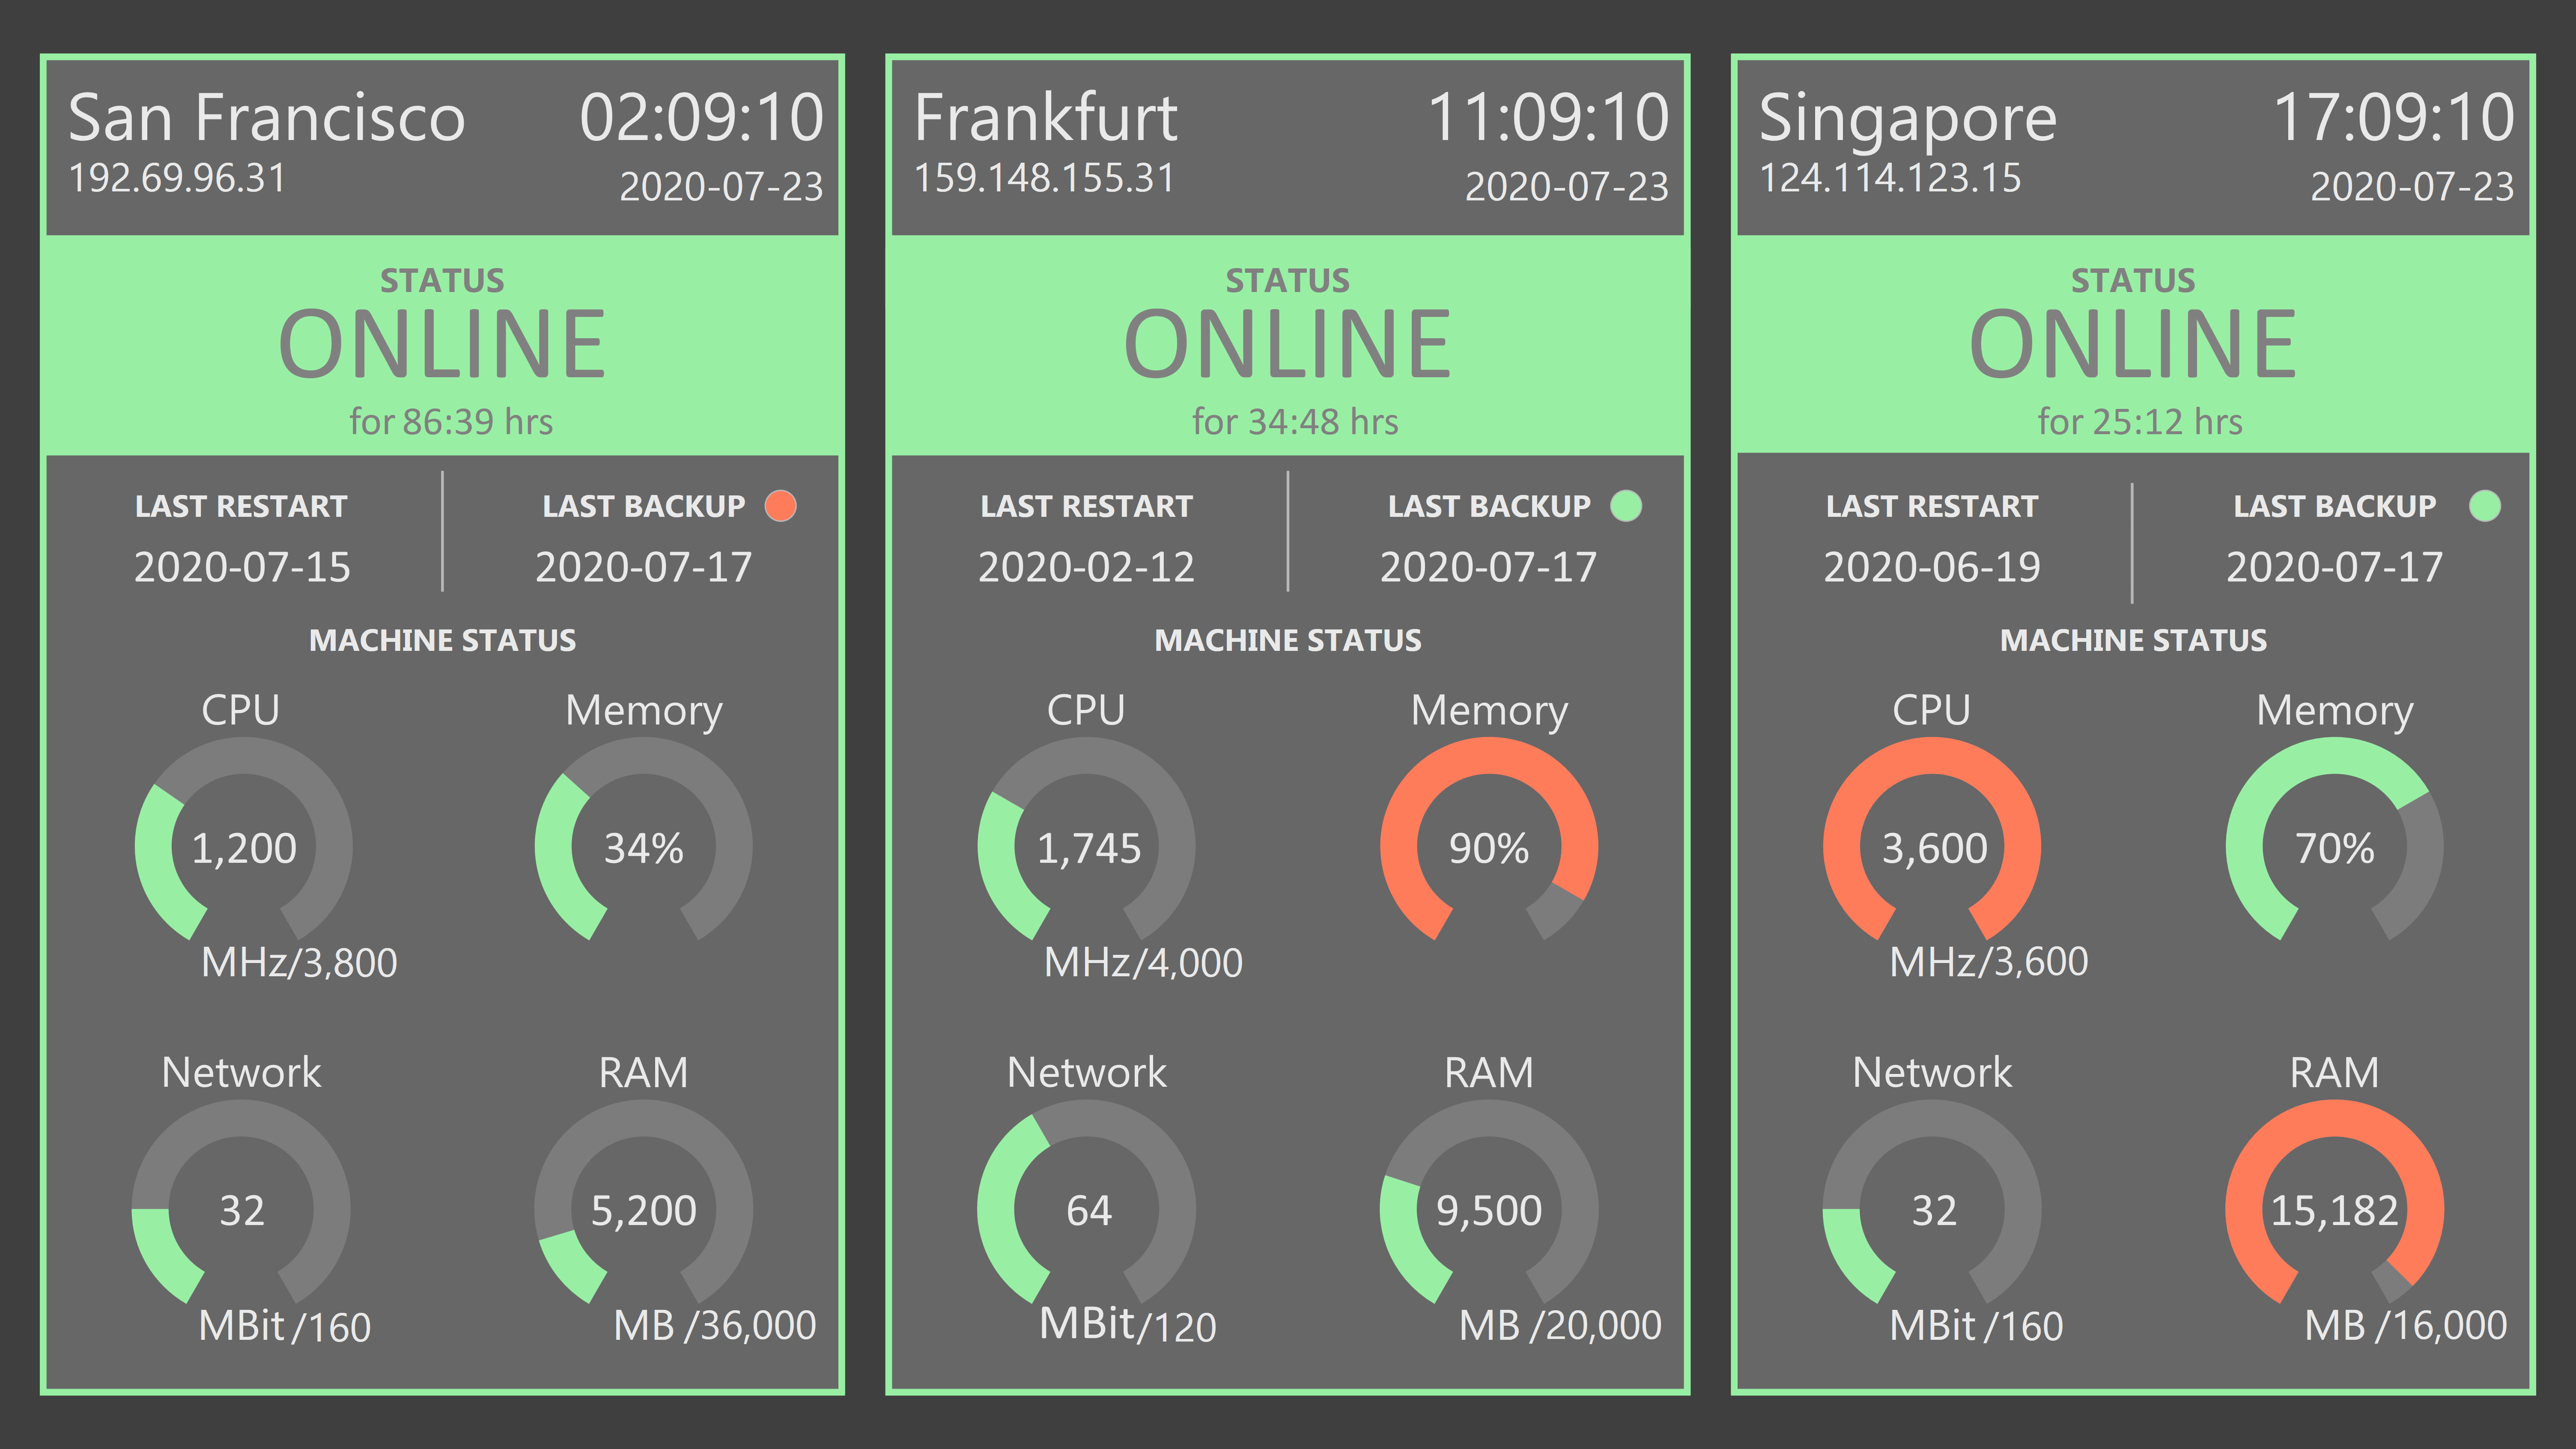 San Francisco 02:09:10
192.69.96.31 2020-07-23
STATUS
ONLINE
for 86:39 hrs
LAST RESTART LAST BACKUP
2020-07-15 2020-07-17
MACHINE STATUS
CPU Memory
1,200 34%
MHz/3,800
Network RAM
32 5,200
MBit /160 MB /36,000
Frankfurt 11:09:10
159.148.155.31 2020-07-23
STATUS
ONLINE
for 34:48 hrs
LAST RESTART LAST BACKUP
2020-02-12 2020-07-17
MACHINE STATUS
CPU Memory
1,745 90%
MHz/4,000
Network RAM
64 9,500
MBit/120 MB /20,000
Singapore 17:09:10
124.114.123.15 2020-07-23
STATUS
ONLINE
for 25:12 hrs
LAST RESTART LAST BACKUP
2020-06-19 2020-07-17
MACHINE STATUS
CPU Memory
3,600 70%
MHz/3,600
Network RAM
32 15,182
MBit /160 MB /16,000